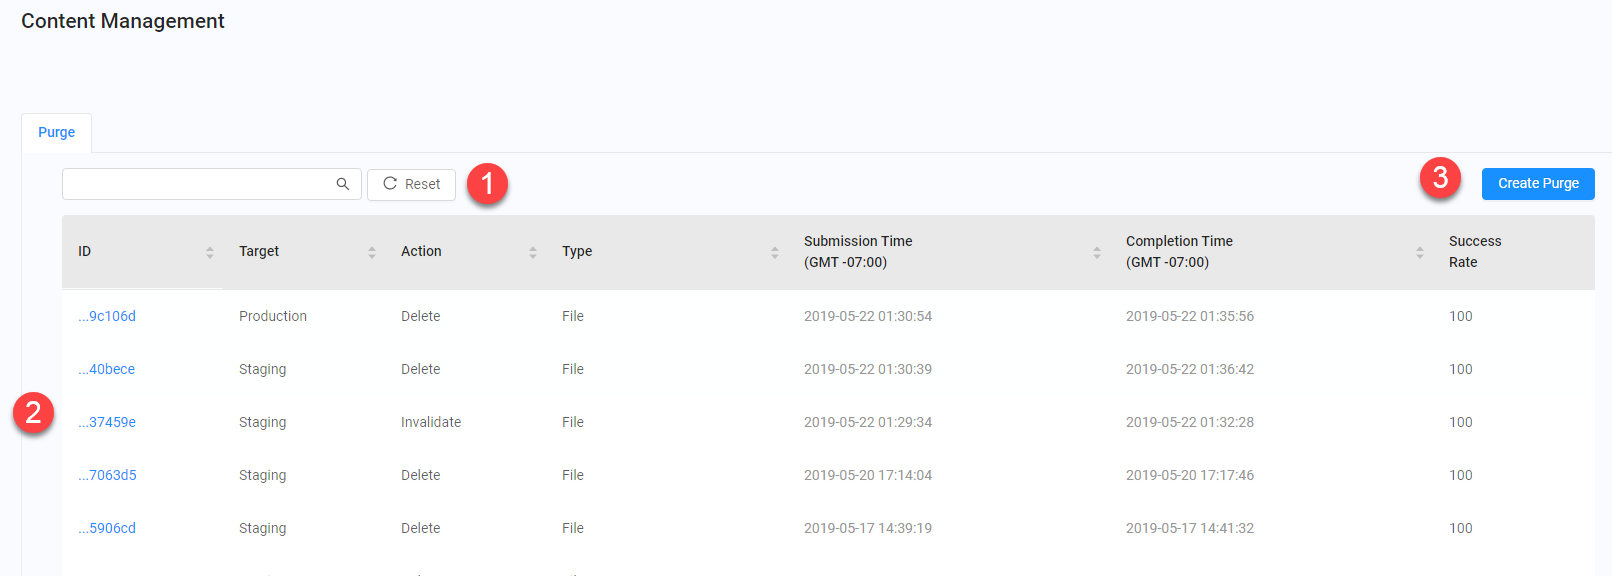 Content Management
Purge
Reset 1 3 Create Purge
ID Target Action Type Submission Time (GMT -07:00) Completion Time (GMT -07:00) Success Rate
...9c106d Production Delete File 2019-05-22 01:30:54 2019-05-22 01:35:56 100
...40bece Staging Delete File 2019-05-22 01:30:39 2019-05-22 01:36:42 100
2
...37459e Staging Invalidate File 2019-05-22 01:29:34 2019-05-22 01:32:28 100
...7063d5 Staging Delete File 2019-05-20 17:14:04 2019-05-20 17:17:46 100
...5906cd Staging Delete File 2019-05-17 14:39:19 2019-05-17 14:41:32 100